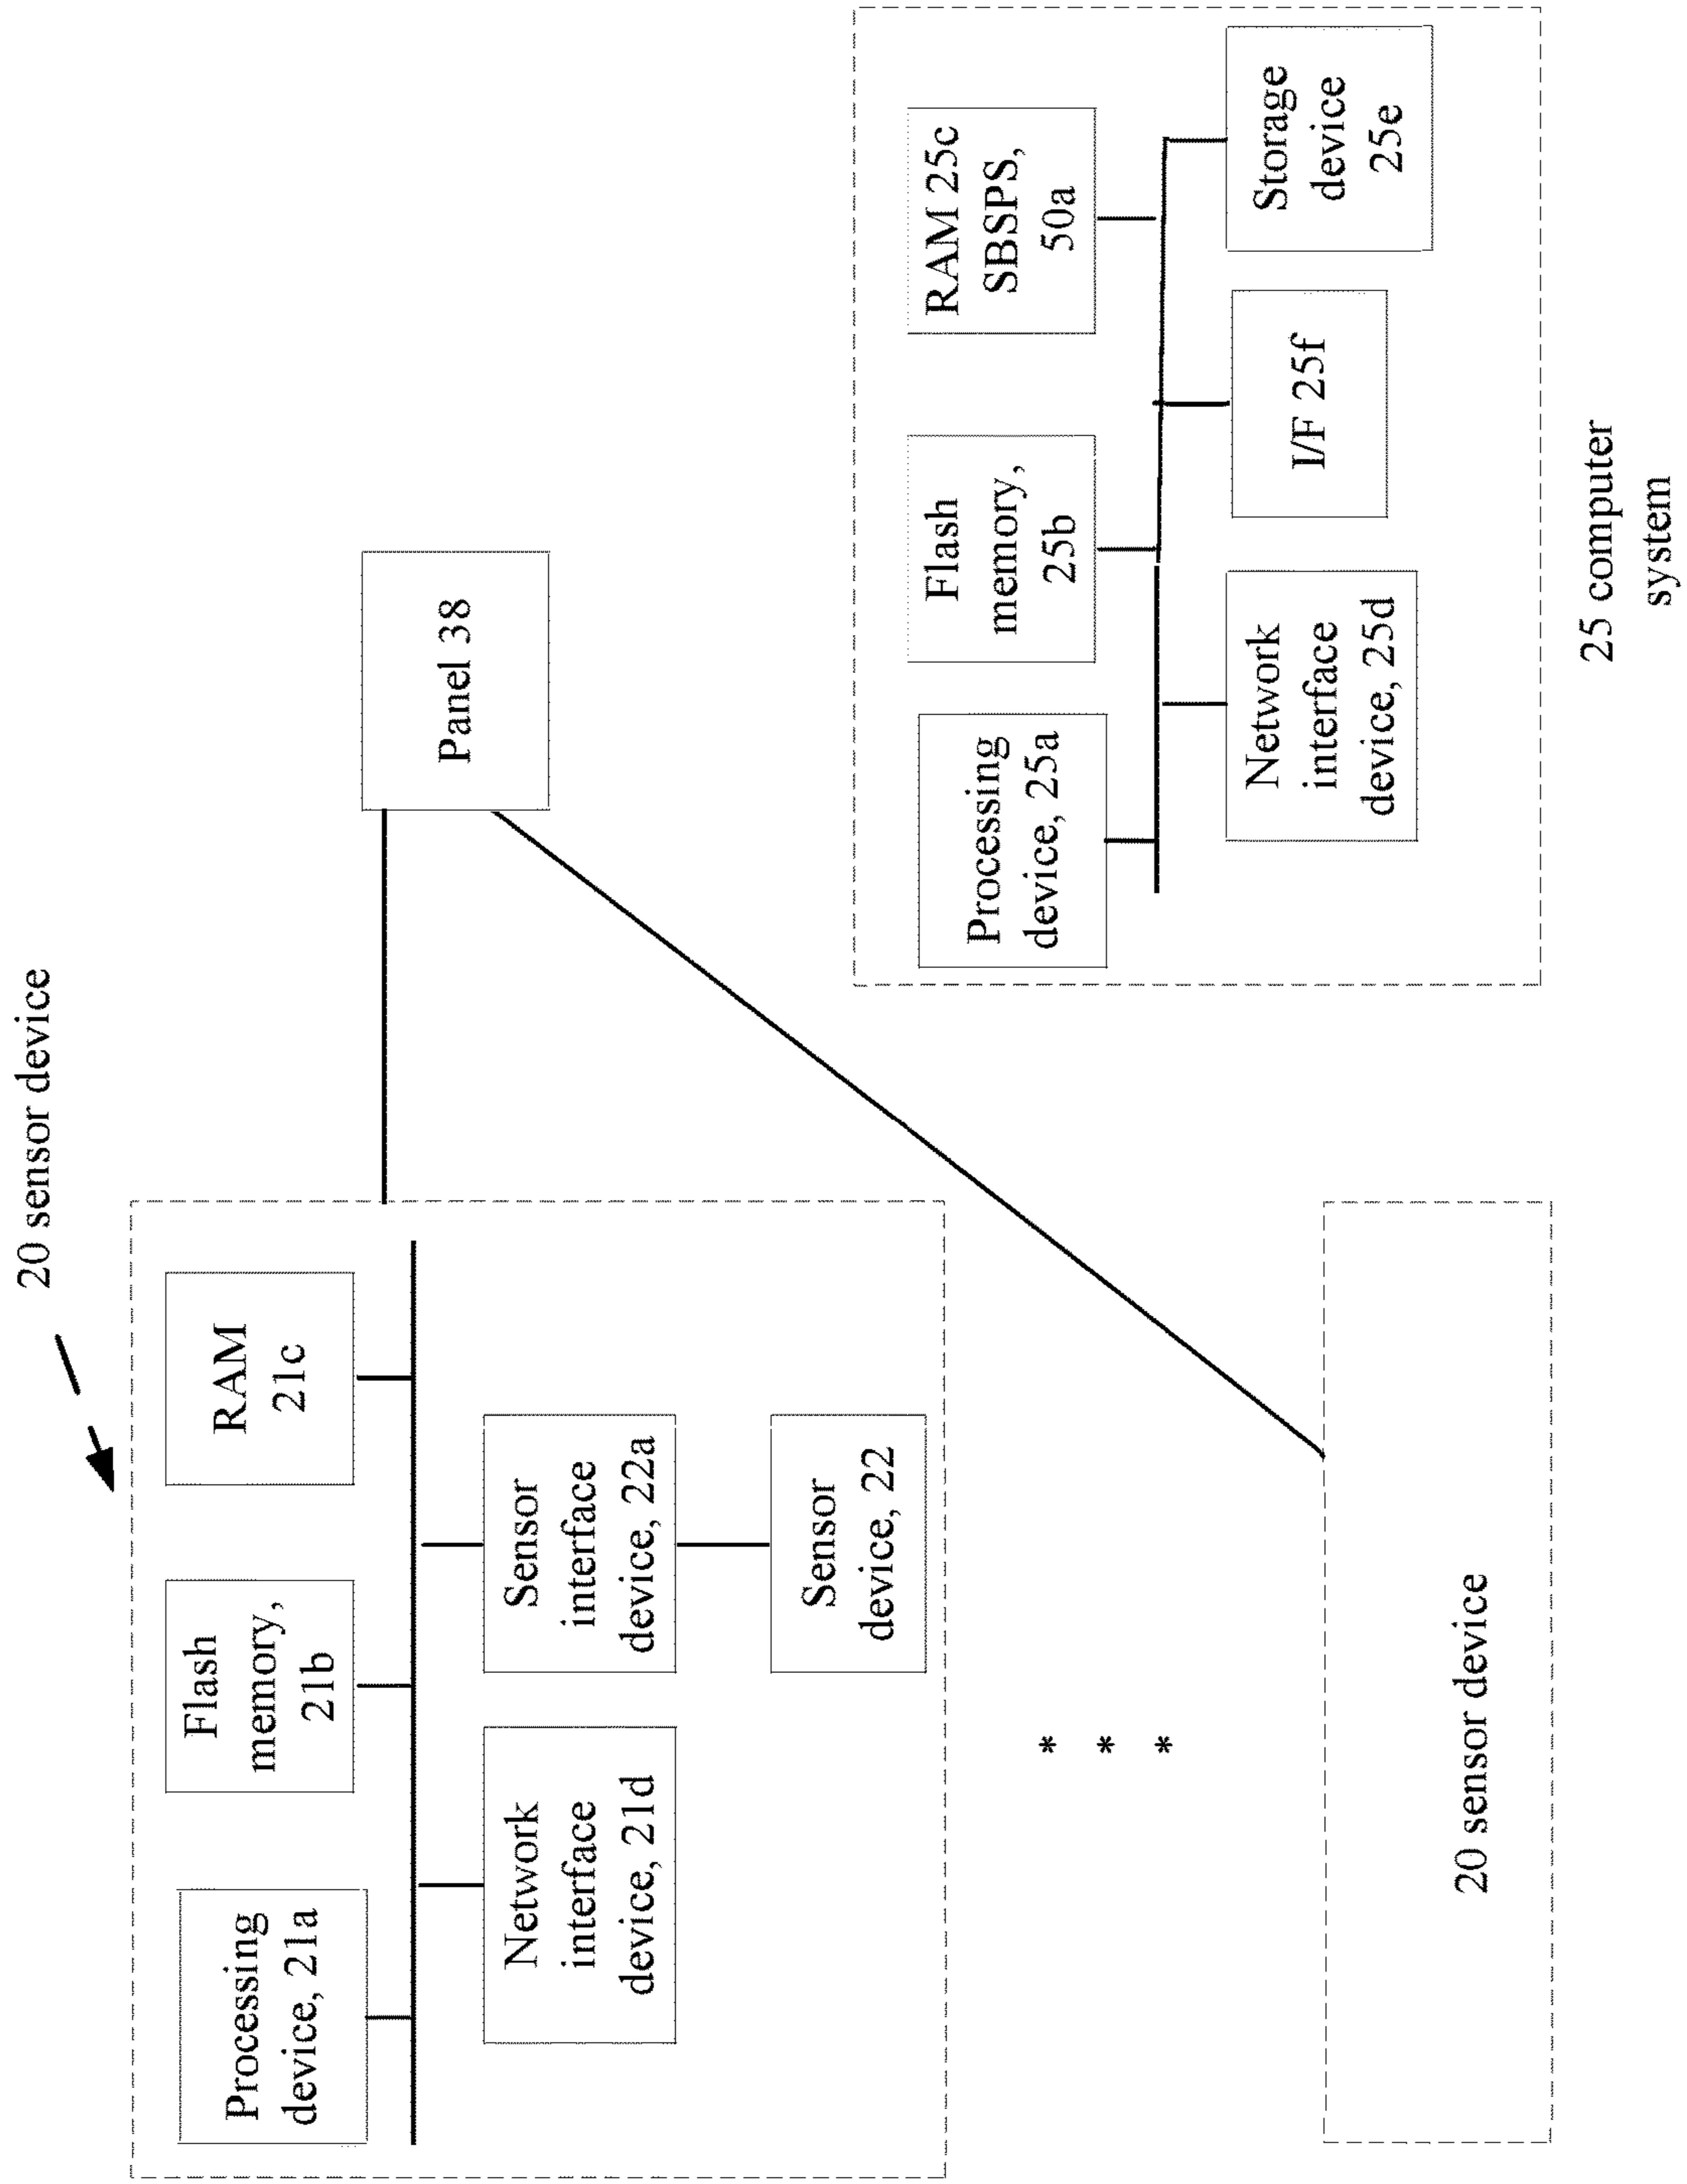 20 sensor device
Processing
device, 21a
Flash
memory,
21b
RAM
21c
Network
interface
device, 21d
Sensor
interface
device, 22a
Sensor
device, 22
* * *
20 sensor device
Panel 38
Processing
device, 25a
Flash
memory,
25b
RAM 25c
SBSPS,
50a
Network
interface
device, 25d
I/F 25f
Storage
device
25e
25 computer
system